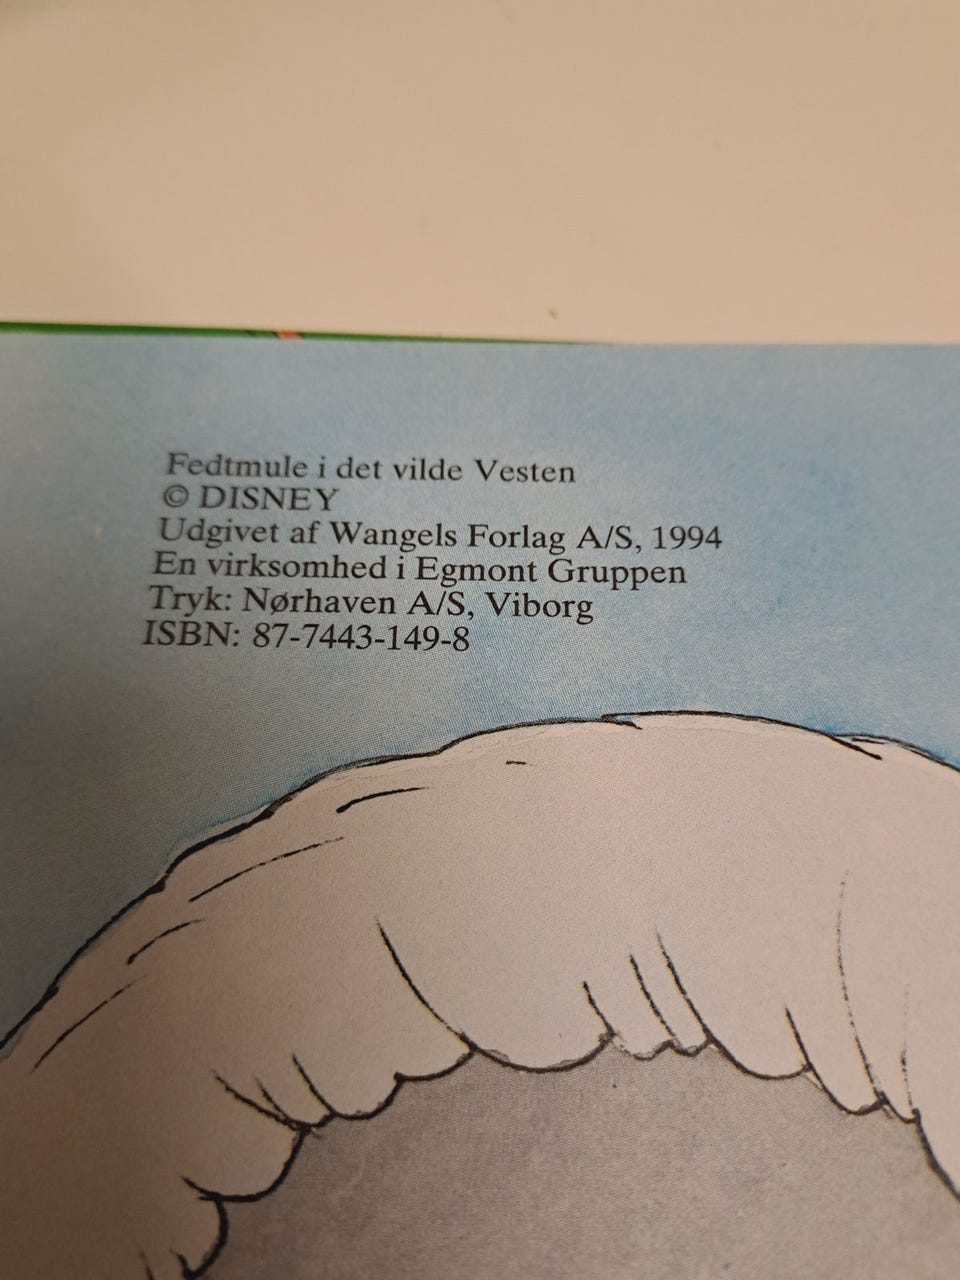 Fedtmule i det vilde Vesten
© DISNEY
Udgivet af Wangels Forlag A/S, 1994
En virksomhed i Egmont Gruppen
Tryk: Nørhaven A/S, Viborg
ISBN: 87-7443-149-8